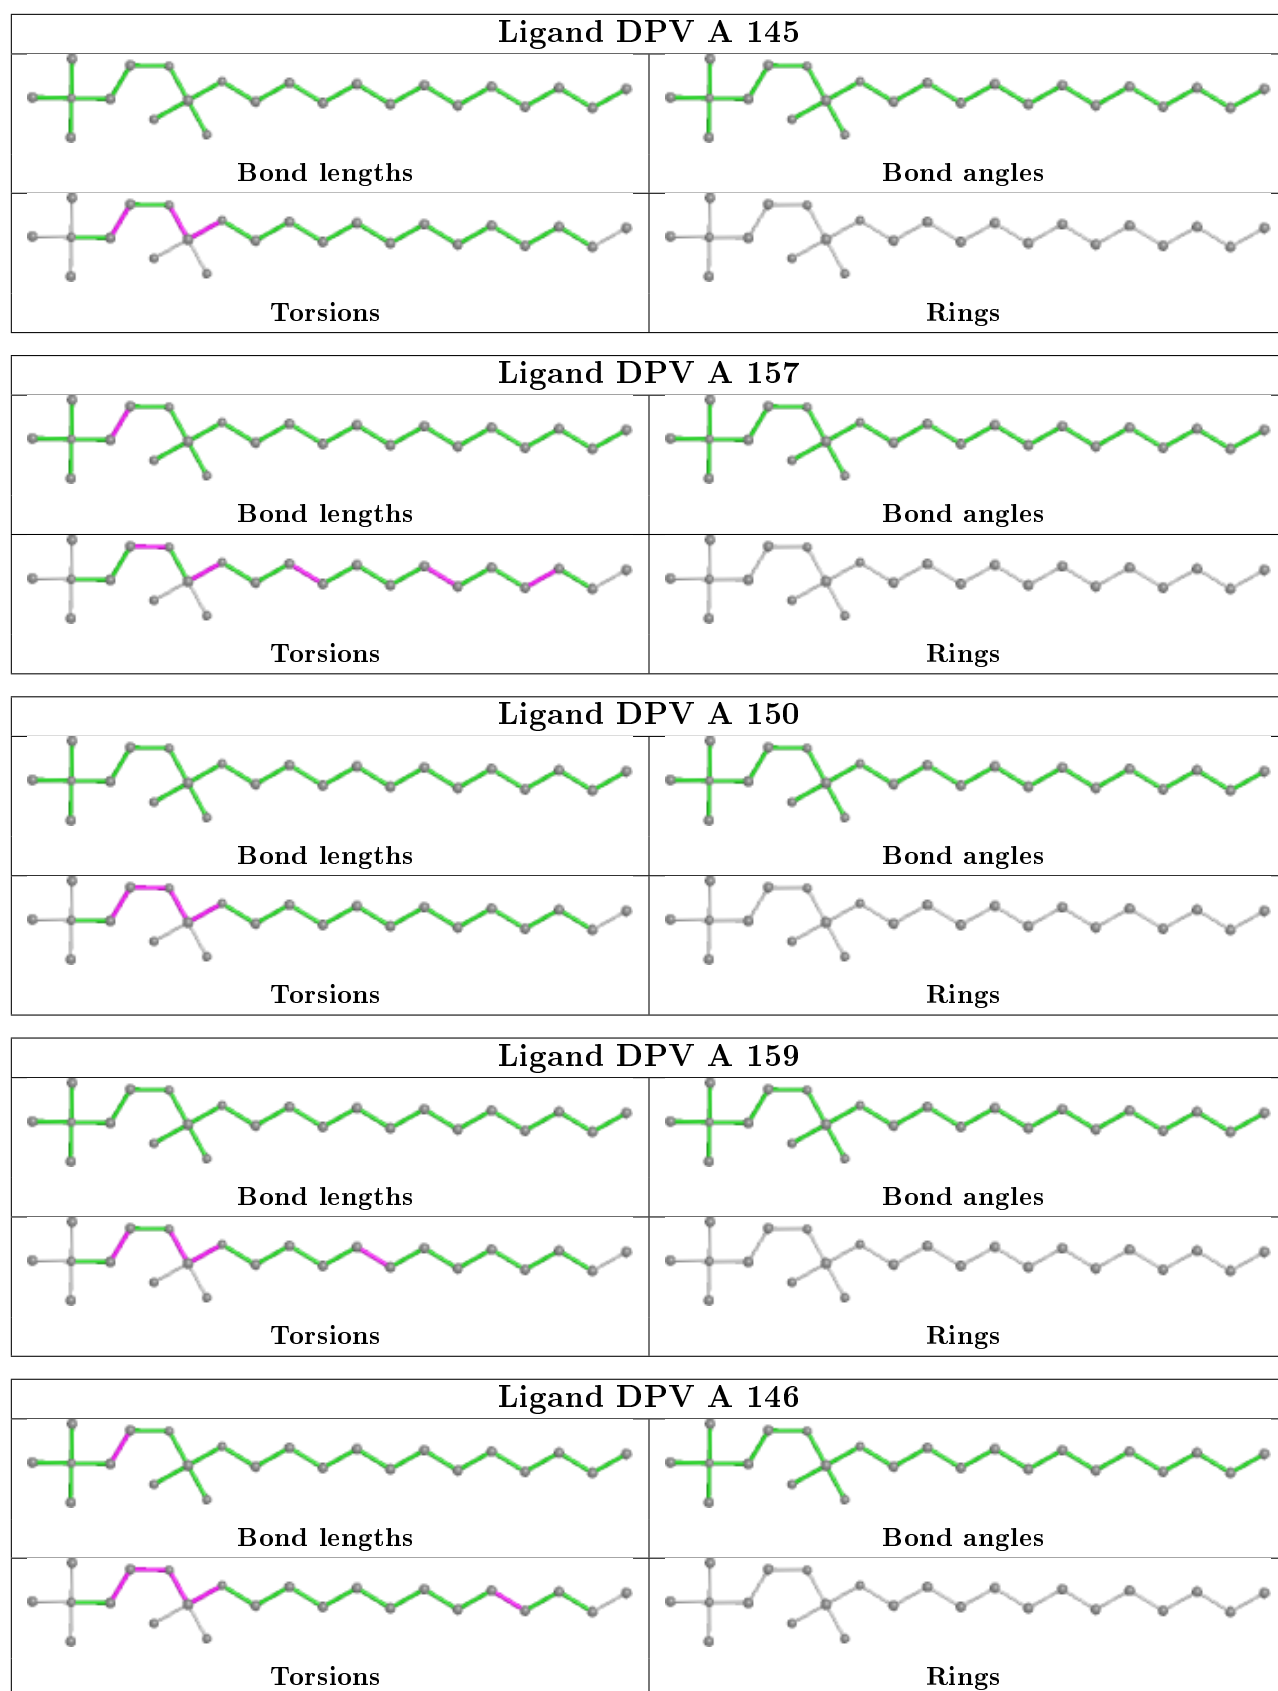 Ligand DPV A 145
Bond lengths
Bond angles
Torsions
Rings
Ligand DPV A 157
Bond lengths
Bond angles
Torsions
Rings
Ligand DPV A 150
Bond lengths
Bond angles
Torsions
Rings
Ligand DPV A 159
Bond lengths
Bond angles
Torsions
Rings
Ligand DPV A 146
Bond lengths
Bond angles
Torsions
Rings